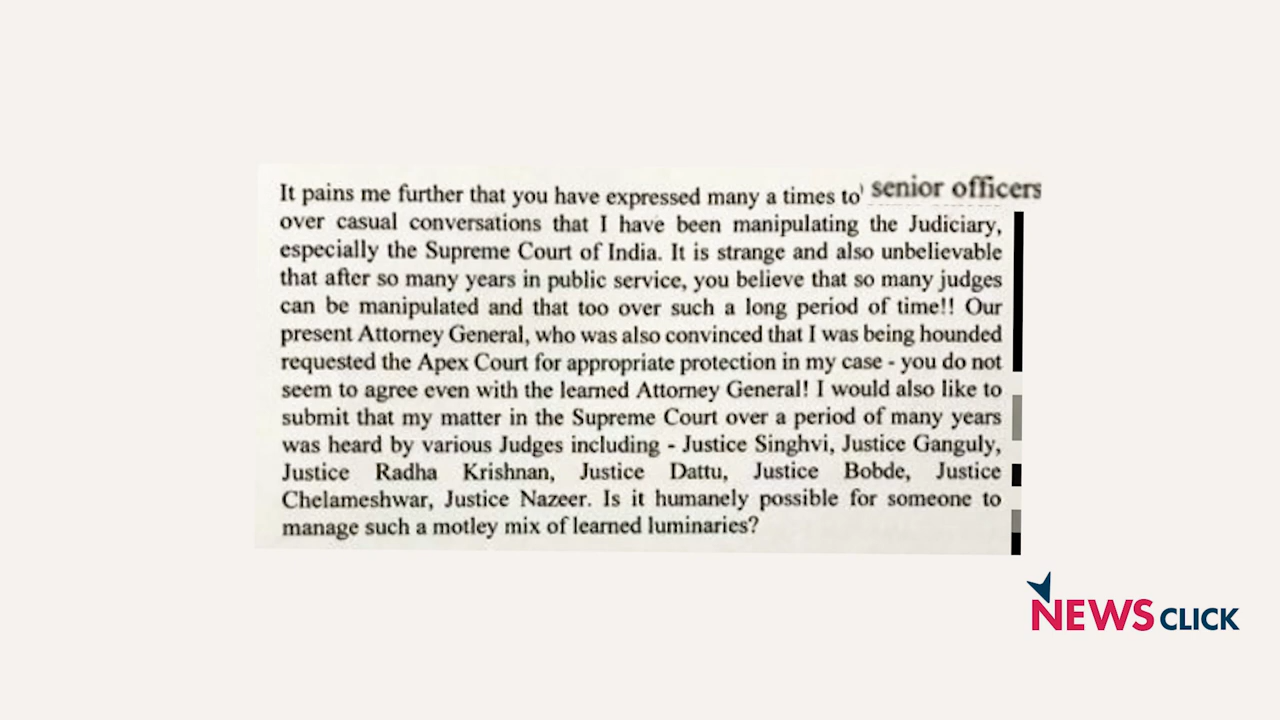 It pains me further that you have expressed many a times to' senior officers
over casual conversations that I have been manipulating the Judiciary,
especially the Supreme Court of India. It is strange and also unbelievable
that after so many years in public service, you believe that so many judges
can be manipulated and that too over such a long period of time!! Our
present Attorney General, who was also convinced that I was being hounded
requested the Apex Court for appropriate protection in my case - you do not
seem to agree even with the learned Attorney General! I would also like to
submit that my matter in the Supreme Court over a period of many years
was heard by various Judges including - Justice Singhvi, Justice Ganguly,
Justice Radha Krishnan, Justice Dattu, Justice Bobde, Justice
Chelameshwar, Justice Nazeer. Is it humanely possible for someone to
manage such a motley mix of learned luminaries?
NEWSCLICK